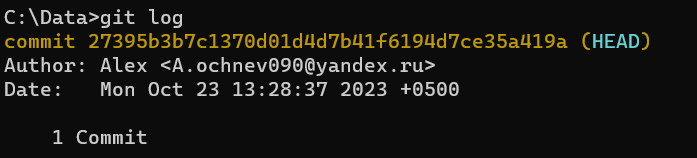 C:\Data>git log
commit 27395b3b7c1370d01d4d7b41f6194d7ce35a419a (HEAD)
Author: Alex <A.ochnev090@yandex.ru>
Date:   Mon Oct 23 13:28:37 2023 +0500
    1 Commit